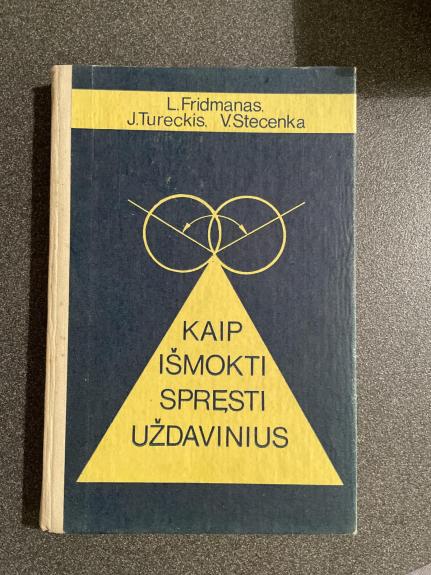 L.Fridmanas.
J.Tureckis. V.Stecenka
KAIP
IŠMOKTI
SPRĘSTI
UŽDAVINIUS